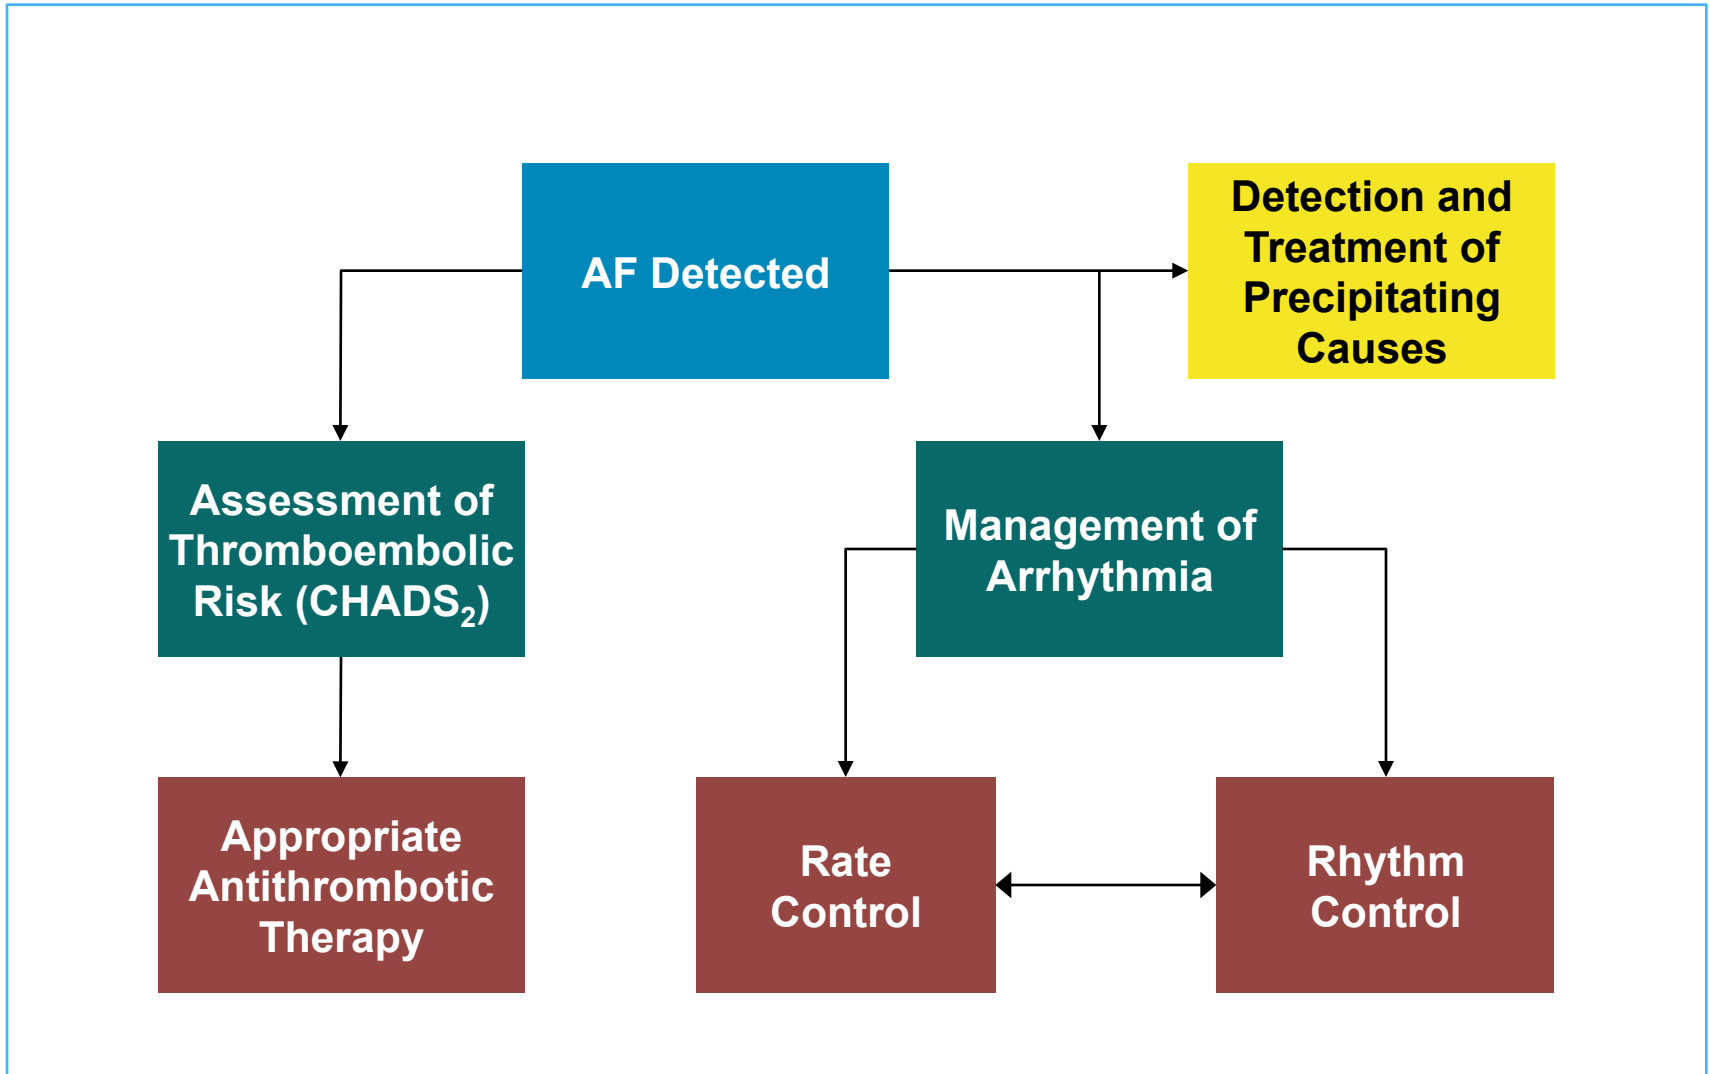 AF Detected
Detection and
Treatment of
Precipitating
Causes
Assessment of
Thromboembolic
Risk (CHADS₂)
Management of
Arrhythmia
Appropriate
Antithrombotic
Therapy
Rate
Control
Rhythm
Control